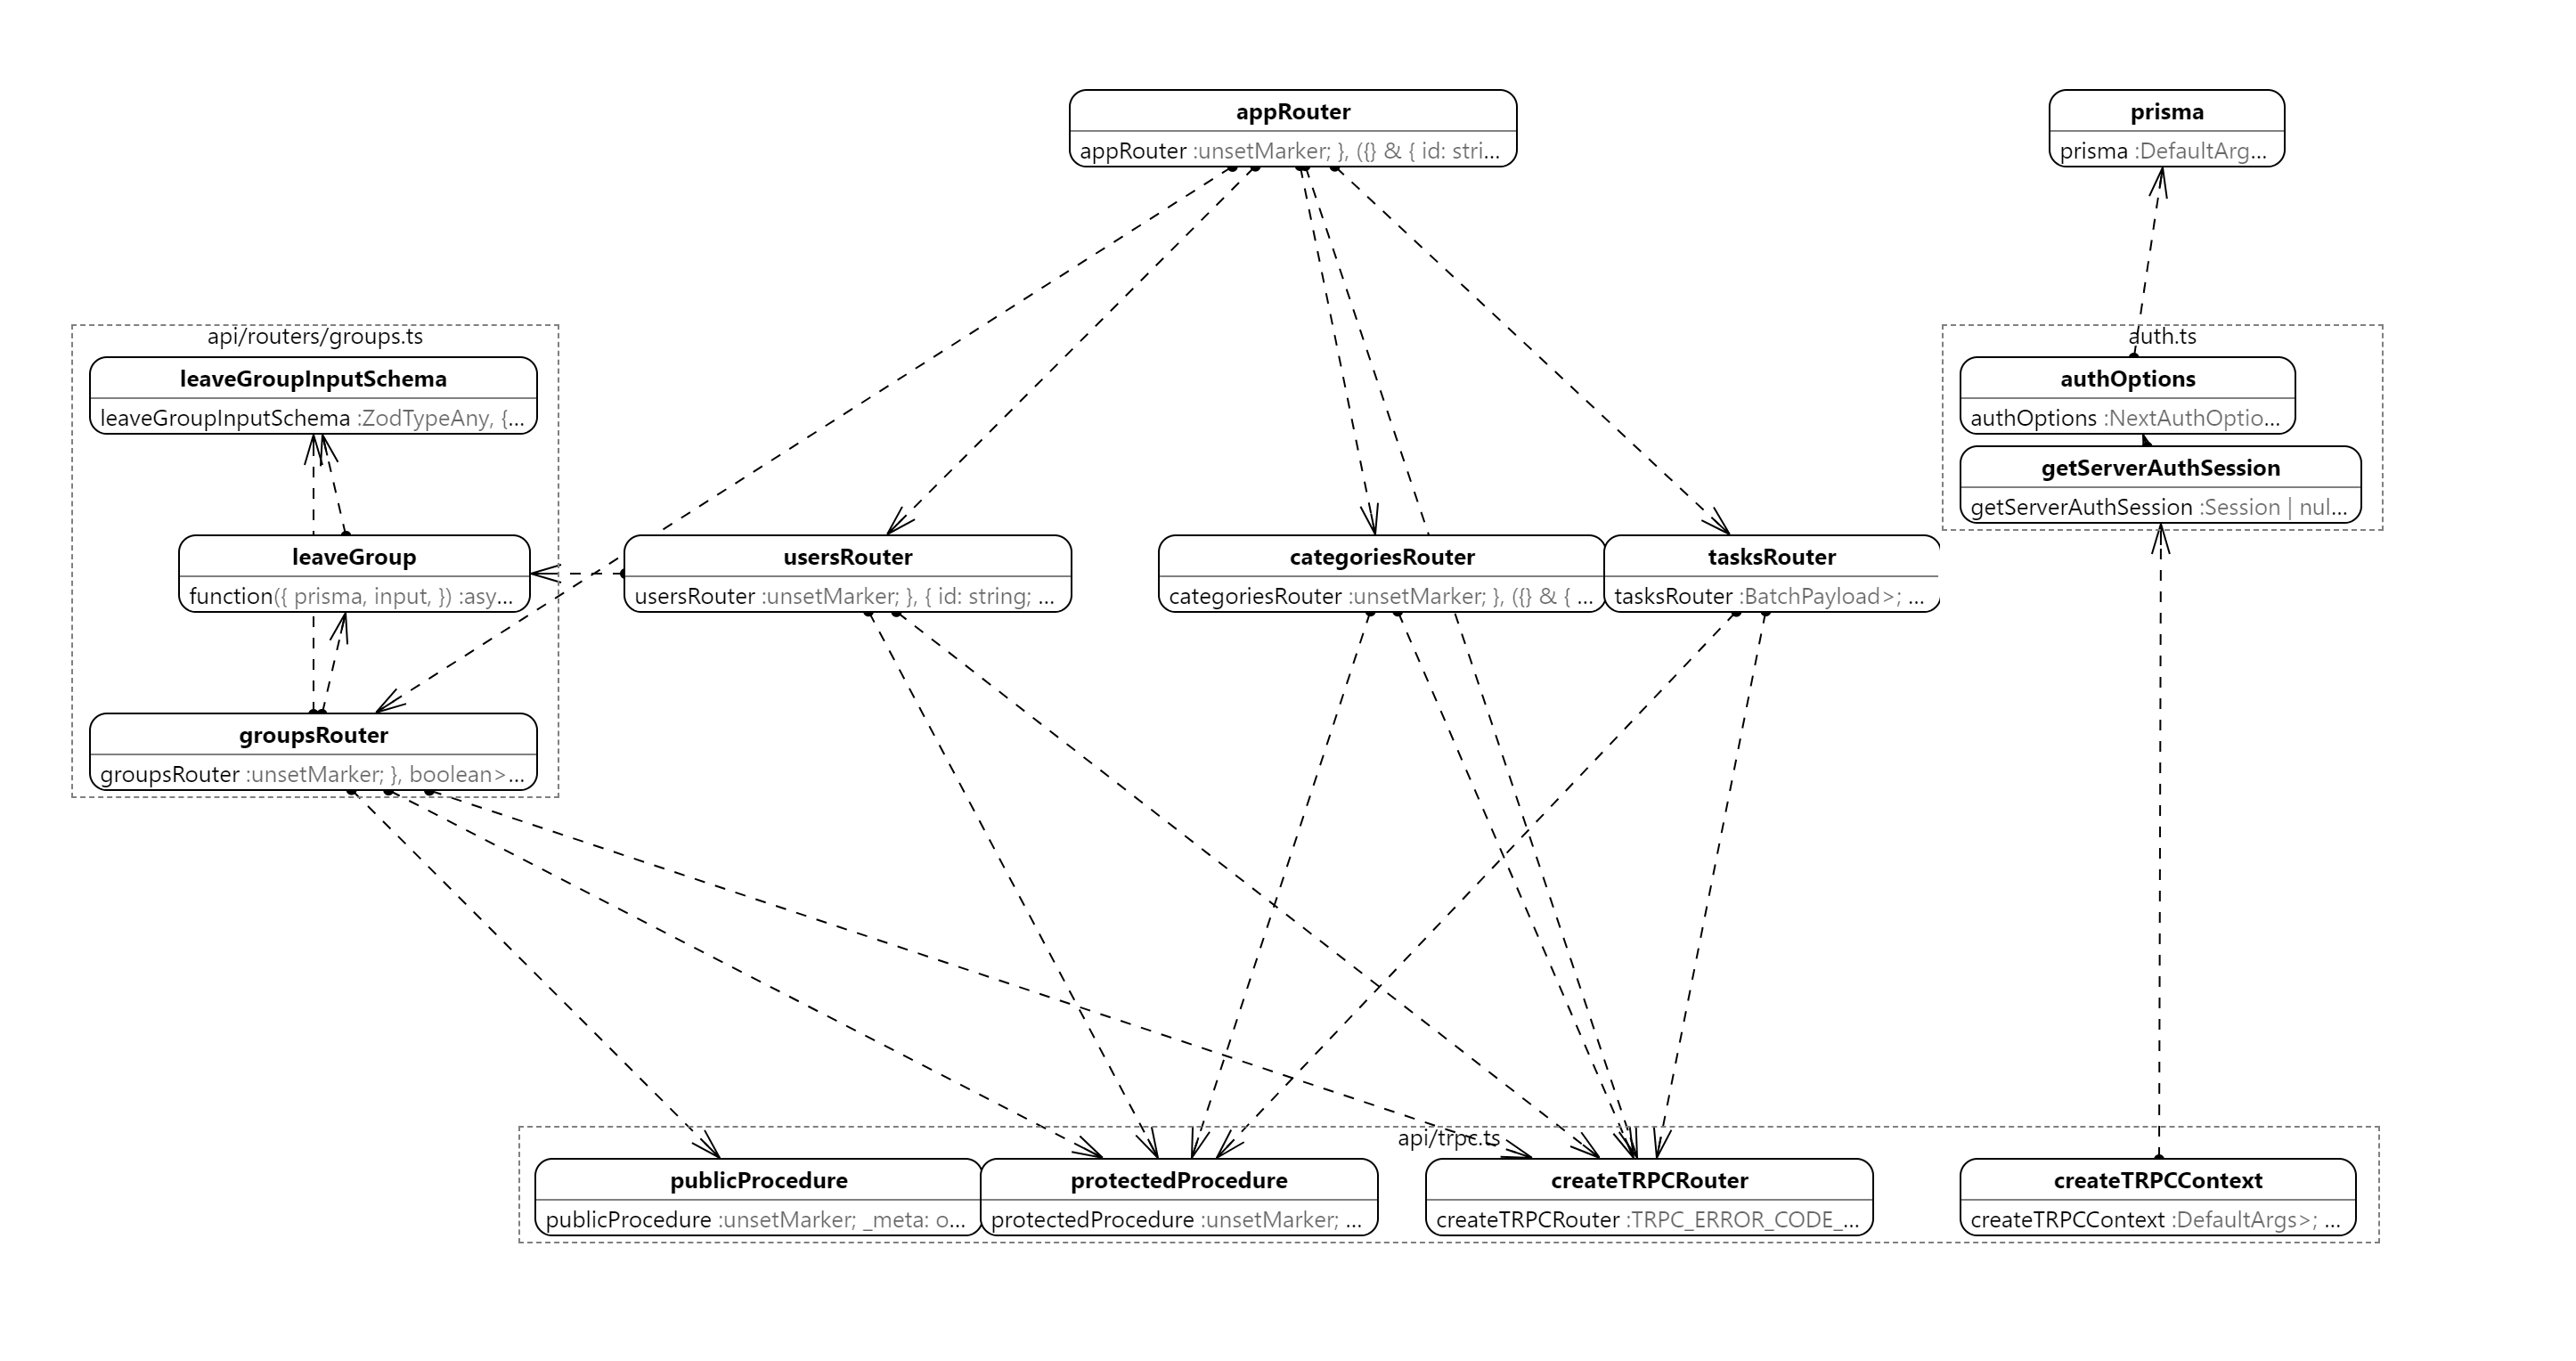 appRouter
appRouter :unsetMarker; }, ({} & { id: stri...
prisma
prisma :DefaultArg...
api/routers/groups.ts
leaveGroupInputSchema
leaveGroupInputSchema :ZodTypeAny, {...
auth.ts
authOptions
authOptions :NextAuthOptio...
getServerAuthSession
getServerAuthSession :Session | nul...
leaveGroup
function({ prisma, input, }) :asy...
usersRouter
usersRouter :unsetMarker; }, { id: string; ...
categoriesRouter
categoriesRouter :unsetMarker; }, ({} & { ...
tasksRouter
tasksRouter :BatchPayload>; ...
groupsRouter
groupsRouter :unsetMarker; }, boolean>...
api/trpc.ts
publicProcedure
publicProcedure :unsetMarker; _meta: o...
protectedProcedure
protectedProcedure :unsetMarker; ...
createTRPCRouter
createTRPCRouter :TRPC_ERROR_CODE_...
createTRPCContext
createTRPCContext :DefaultArgs>; ...